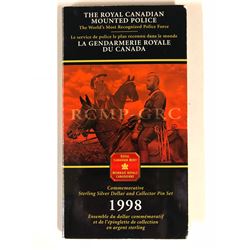 THE ROYAL CANADIAN
MOUNTED POLICE
The World's Most Recognized Police Force
Le service de police le plus reconnu dans le monde
LA GENDARMERIE ROYALE
DU CANADA
RCMP GRC
ROYAL
CANADIAN MINT
MONNAIE ROYALE
CANADIENNE
Commemorative
Sterling Silver Dollar and Collector Pin Set
1998
Ensemble de dollar commémoratif
et de l'épinglette de collection
en argent sterling